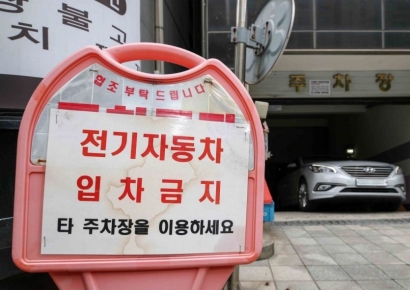 협조부탁드립니다
전기자동차
입차금지
타 주차장을 이용하세요
주차장